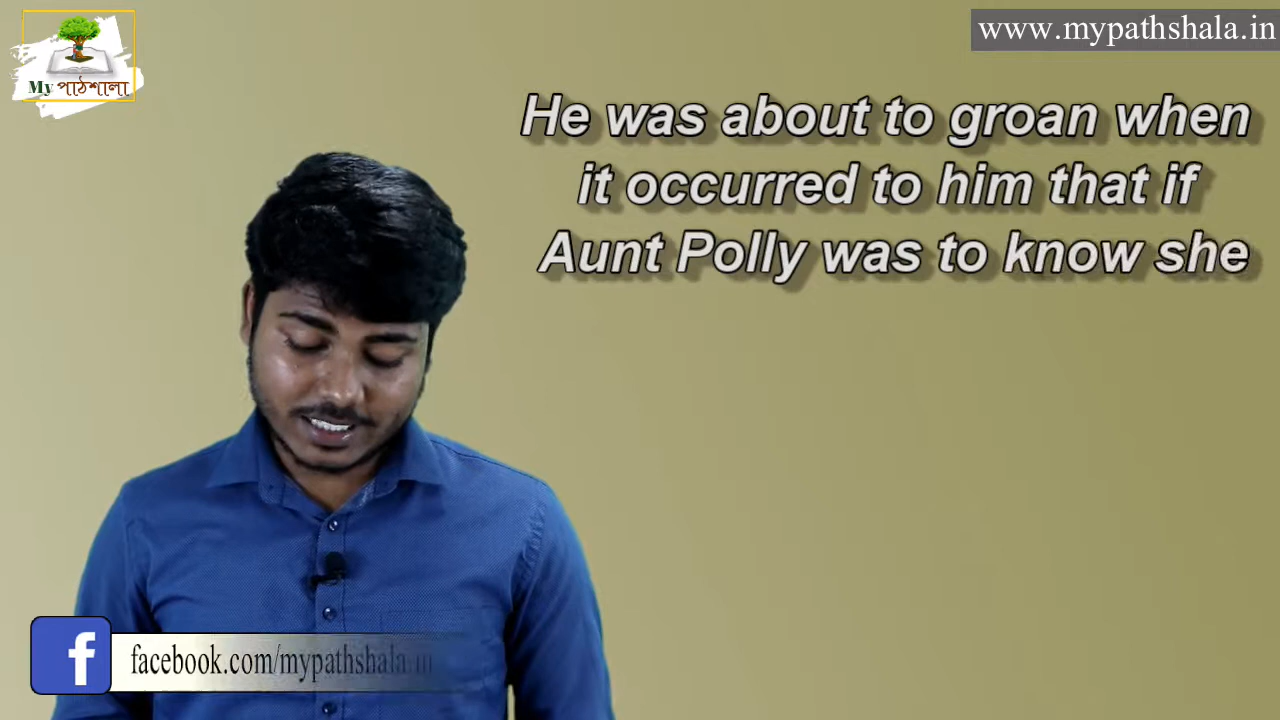 My পাঠশালা
www.mypathshala.in
He was about to groan when
it occurred to him that if
Aunt Polly was to know she
facebook.com/mypathshala.in